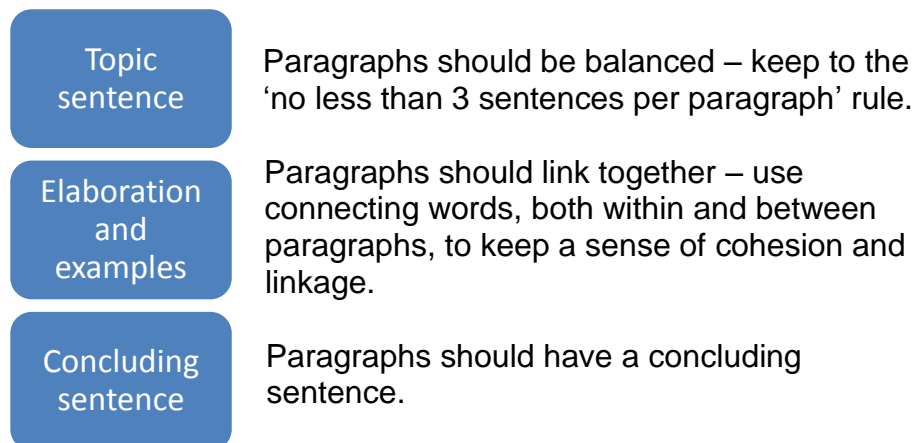 Topic
sentence
Paragraphs should be balanced – keep to the
‘no less than 3 sentences per paragraph’ rule.
Elaboration
and
examples
Paragraphs should link together – use
connecting words, both within and between
paragraphs, to keep a sense of cohesion and
linkage.
Concluding
sentence
Paragraphs should have a concluding
sentence.